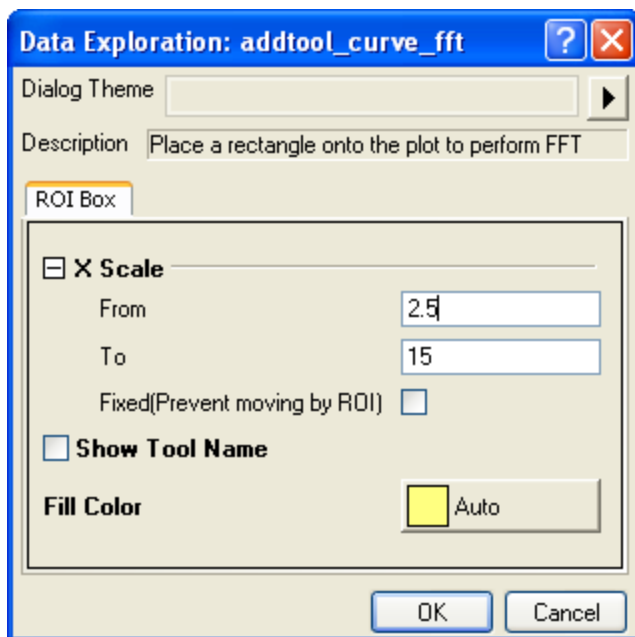 Data Exploration: addtool_curve_fft
Dialog Theme
Description Place a rectangle onto the plot to perform FFT
ROI Box
X Scale
From 2.5
To 15
Fixed(Prevent moving by ROI)
Show Tool Name
Fill Color Auto
OK Cancel